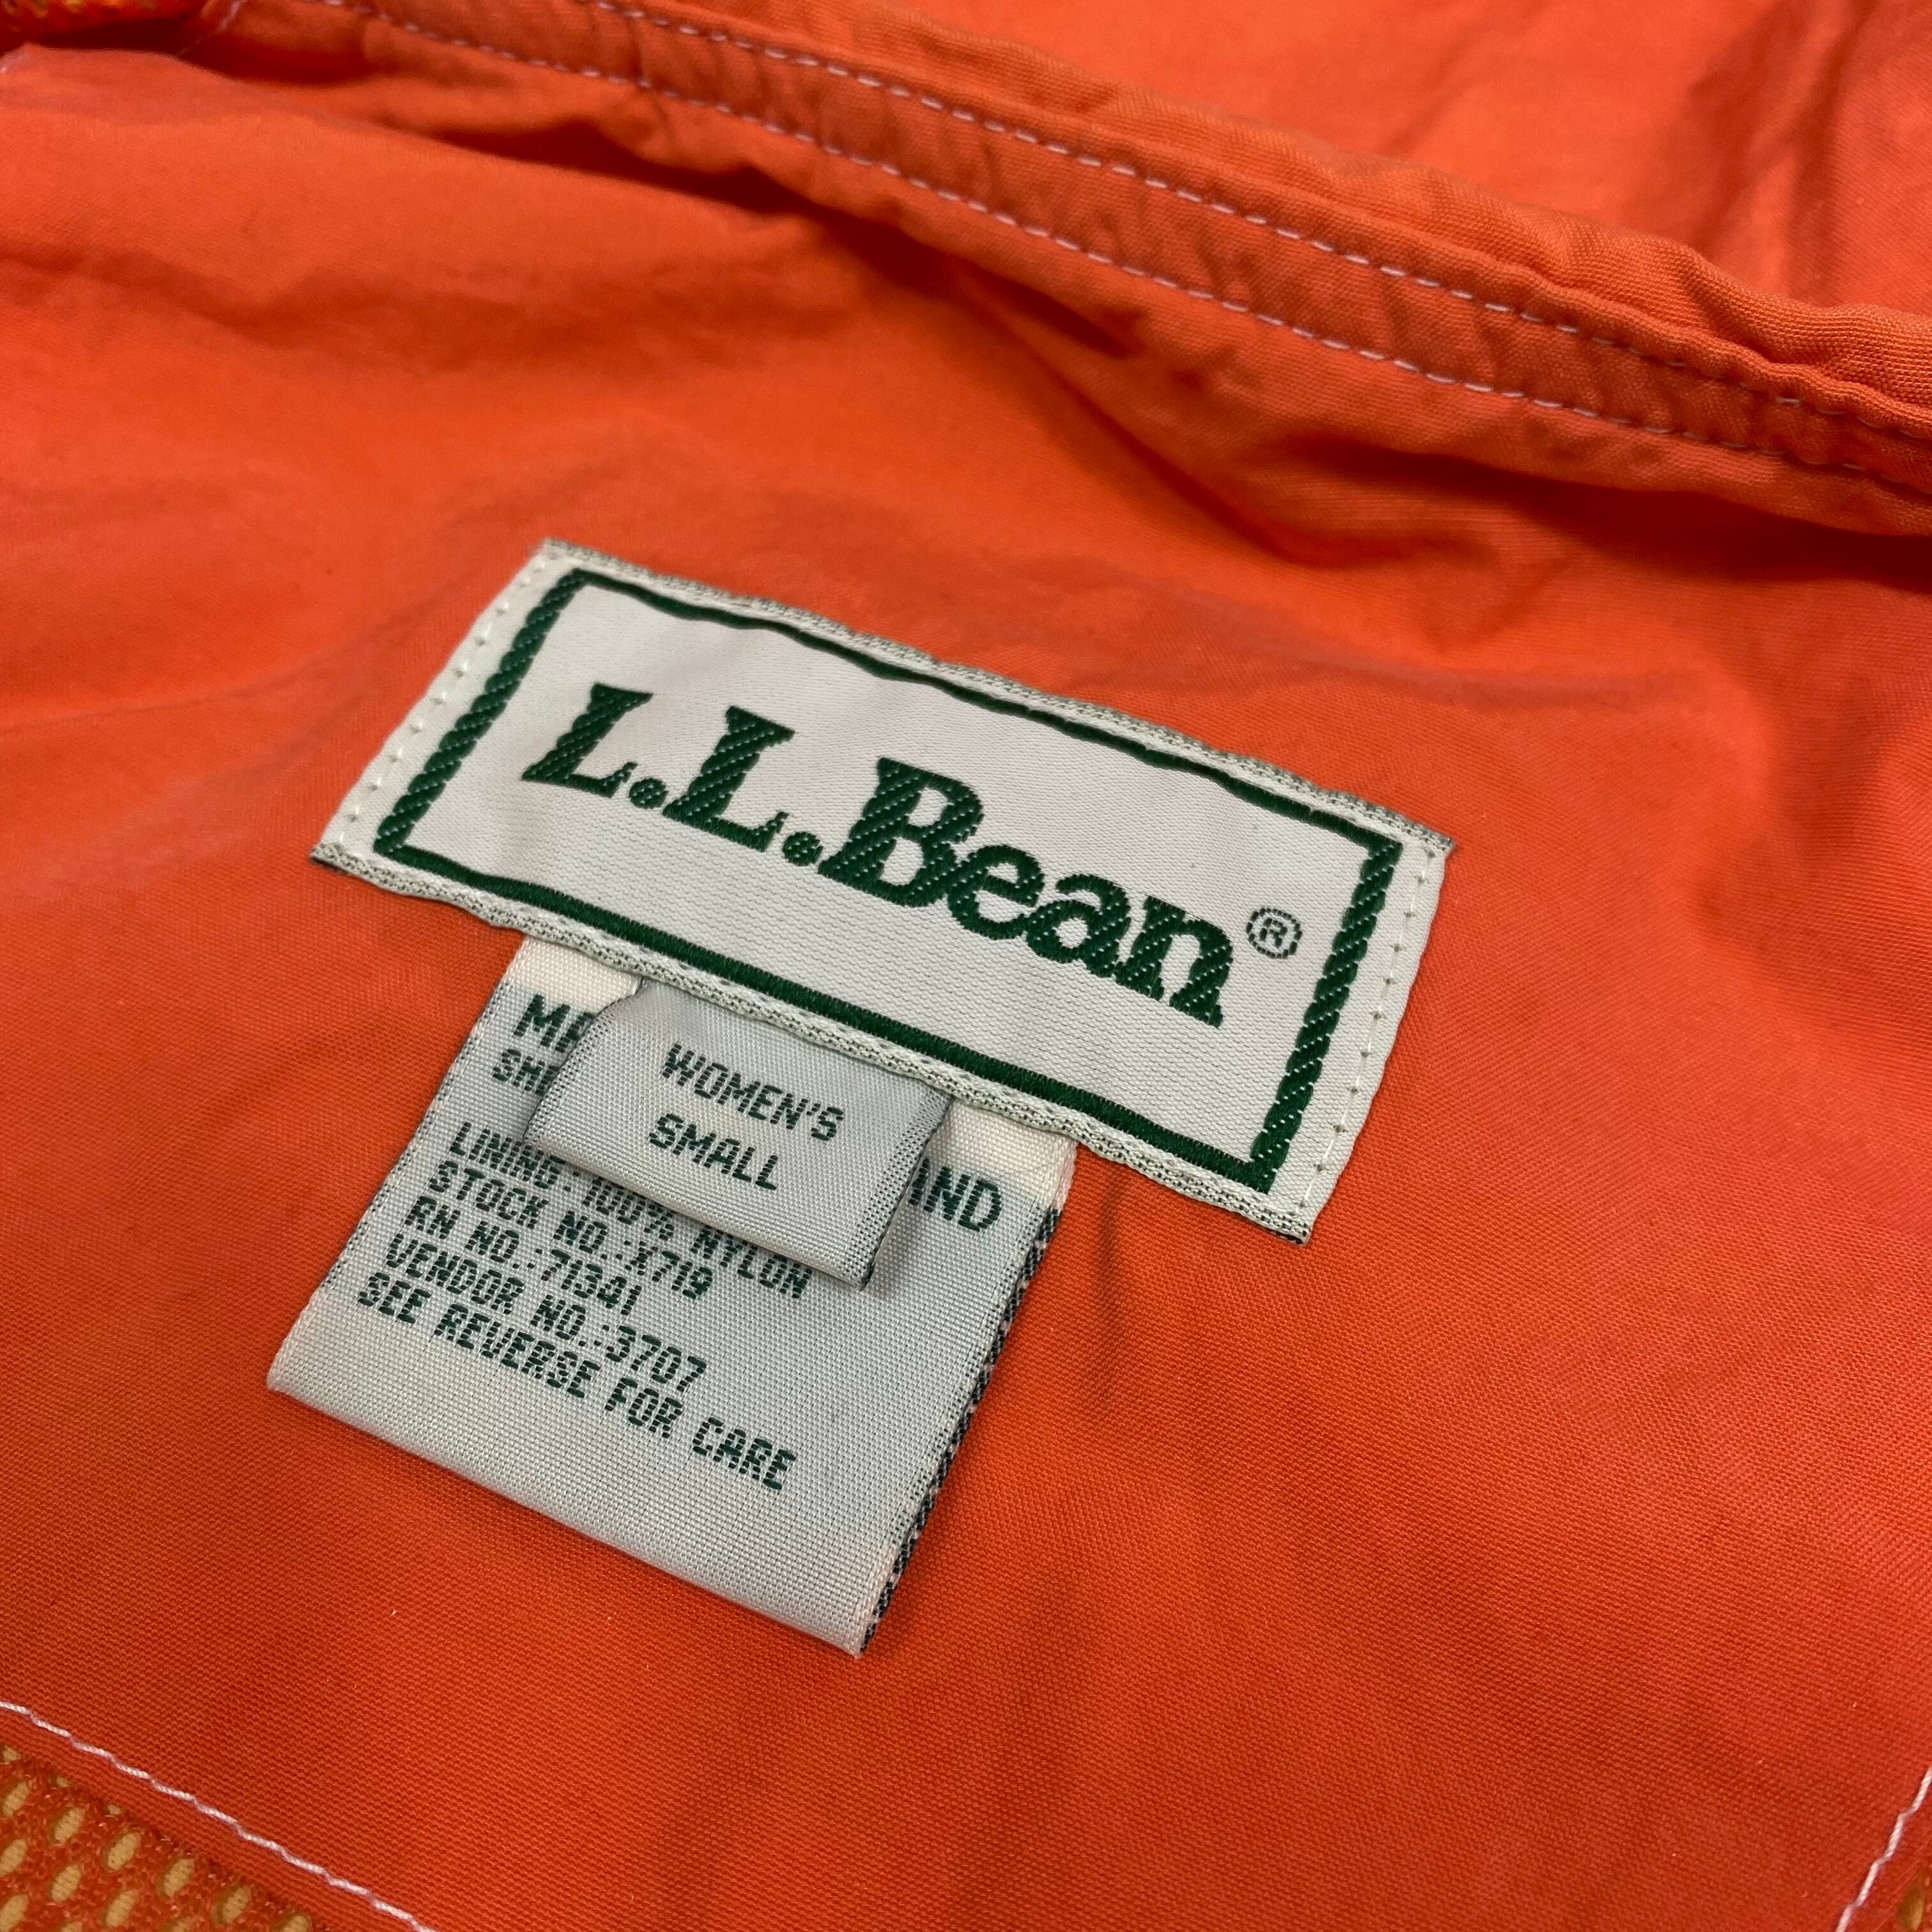 L.L.Bean®
WOMEN'S
SMALL
LINING: 100% NYLON
STOCK NO.:X719
RN NO.:71341
VENDOR NO.:3707
SEE REVERSE FOR CARE